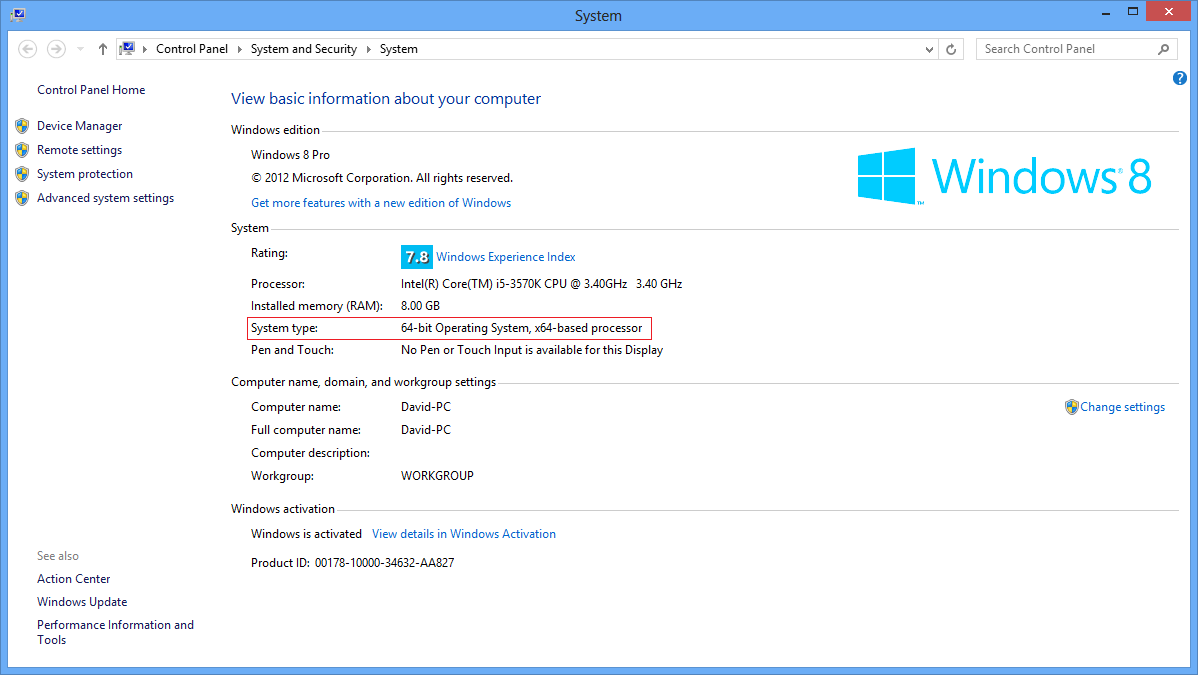 System
Control Panel System and Security System
Search Control Panel
Control Panel Home
Device Manager
Remote settings
System protection
Advanced system settings
View basic information about your computer
Windows edition
Windows 8 Pro
© 2012 Microsoft Corporation. All rights reserved.
Get more features with a new edition of Windows
Windows® 8
™
System
Rating: 7.8 Windows Experience Index
Processor: Intel(R) Core(TM) i5-3570K CPU @ 3.40GHz 3.40 GHz
Installed memory (RAM): 8.00 GB
System type: 64-bit Operating System, x64-based processor
Pen and Touch: No Pen or Touch Input is available for this Display
Computer name, domain, and workgroup settings
Computer name: David-PC
Change settings
Full computer name: David-PC
Computer description:
Workgroup: WORKGROUP
Windows activation
Windows is activated View details in Windows Activation
Product ID: 00178-10000-34632-AA827
See also
Action Center
Windows Update
Performance Information and
Tools